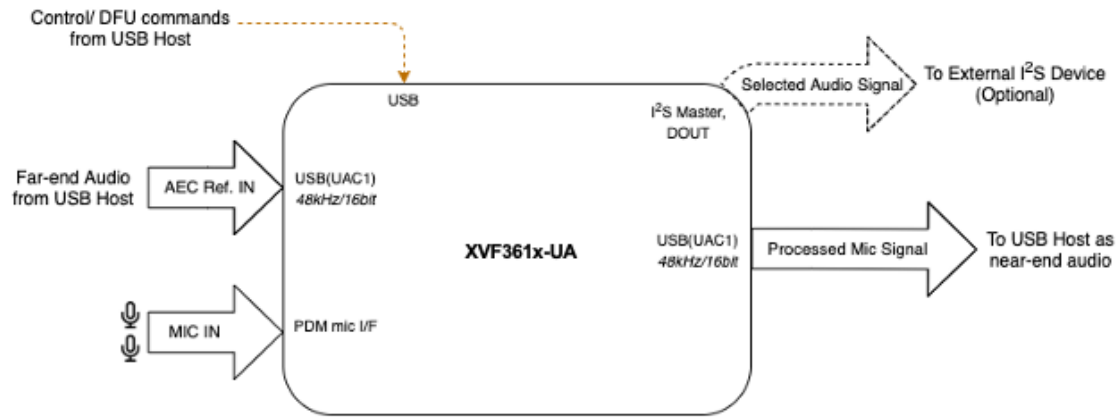 Control/ DFU commands
from USB Host
USB
Selected Audio Signal
To External I²S Device
(Optional)
I²S Master,
DOUT
Far-end Audio
from USB Host
AEC Ref. IN
USB(UAC1)
48kHz/16bit
XVF361x-UA
USB(UAC1)
48kHz/16bit
Processed Mic Signal
To USB Host as
near-end audio
MIC IN
PDM mic I/F